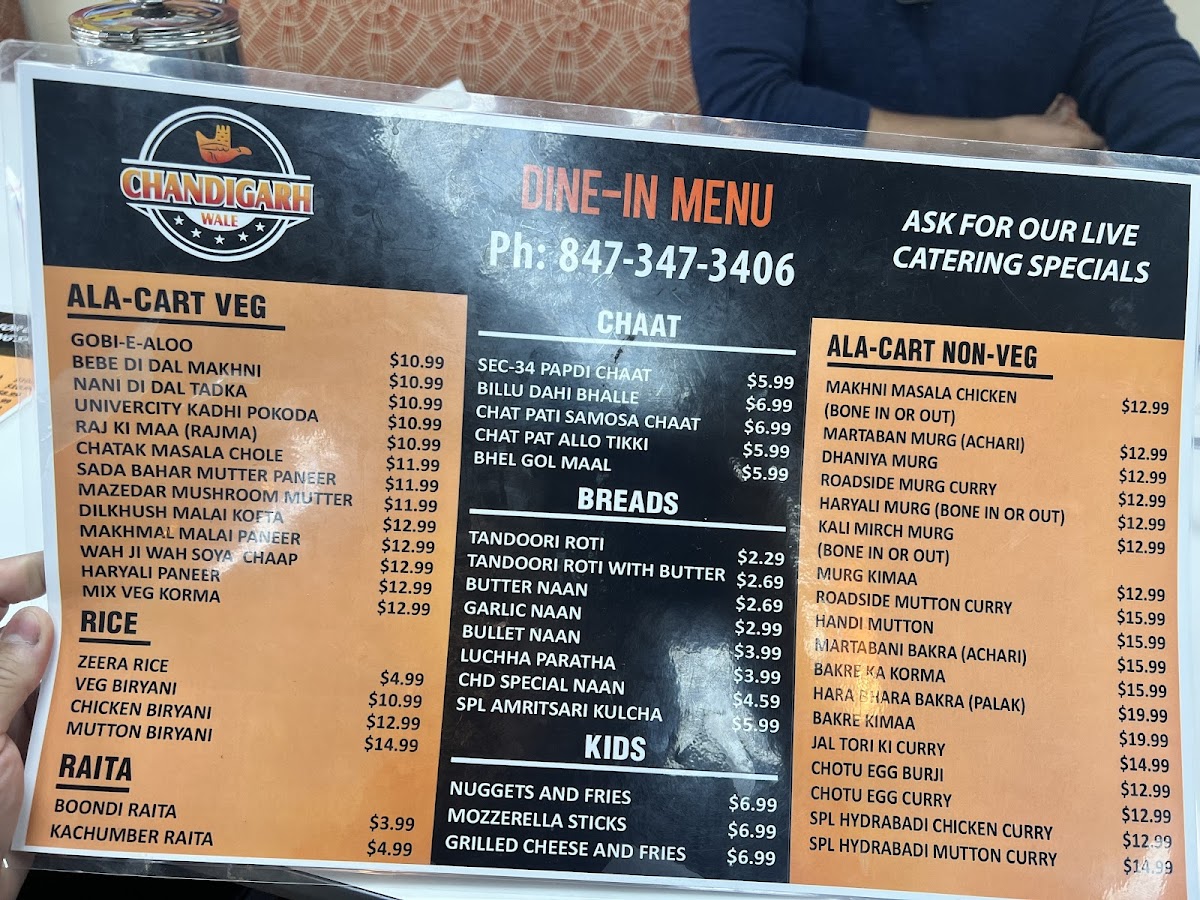 CHANDIGARH
WALE
DINE-IN MENU
Ph: 847-347-3406
ASK FOR OUR LIVE
CATERING SPECIALS
ALA-CART VEG
GOBI-E-ALOO $10.99
BEBE DI DAL MAKHNI $10.99
NANI DI DAL TADKA $10.99
UNIVERCITY KADHI POKODA $10.99
RAJ KI MAA (RAJMA) $10.99
CHATAK MASALA CHOLE $11.99
SADA BAHAR MUTTER PANEER $11.99
MAZEDAR MUSHROOM MUTTER $11.99
DILKHUSH MALAI KOFTA $12.99
MAKHMAL MALAI PANEER $12.99
WAH JI WAH SOYA CHAAP $12.99
HARYALI PANEER $12.99
MIX VEG KORMA $12.99
RICE
ZEERA RICE $4.99
VEG BIRYANI $10.99
CHICKEN BIRYANI $12.99
MUTTON BIRYANI $14.99
RAITA
BOONDI RAITA $3.99
KACHUMBER RAITA $4.99
CHAAT
SEC-34 PAPDI CHAAT $5.99
BILLU DAHI BHALLE $6.99
CHAT PATI SAMOSA CHAAT $6.99
CHAT PAT ALLO TIKKI $5.99
BHEL GOL MAAL $5.99
BREADS
TANDOORI ROTI $2.29
TANDOORI ROTI WITH BUTTER $2.69
BUTTER NAAN $2.69
GARLIC NAAN $2.99
BULLET NAAN $3.99
LUCHHA PARATHA $3.99
CHD SPECIAL NAAN $4.59
SPL AMRITSARI KULCHA $5.99
KIDS
NUGGETS AND FRIES $6.99
MOZZERELLA STICKS $6.99
GRILLED CHEESE AND FRIES $6.99
ALA-CART NON-VEG
MAKHNI MASALA CHICKEN $12.99
(BONE IN OR OUT)
MARTABAN MURG (ACHARI) $12.99
DHANIYA MURG $12.99
ROADSIDE MURG CURRY $12.99
HARYALI MURG (BONE IN OR OUT) $12.99
KALI MIRCH MURG $12.99
(BONE IN OR OUT)
MURG KIMAA $12.99
ROADSIDE MUTTON CURRY $15.99
HANDI MUTTON $15.99
MARTABANI BAKRA (ACHARI) $15.99
BAKRE KA KORMA $15.99
HARA BHARA BAKRA (PALAK) $19.99
BAKRE KIMAA $19.99
JAL TORI KI CURRY $14.99
CHOTU EGG BURJI $12.99
CHOTU EGG CURRY $12.99
SPL HYDRABADI CHICKEN CURRY $12.99
SPL HYDRABADI MUTTON CURRY $14.99